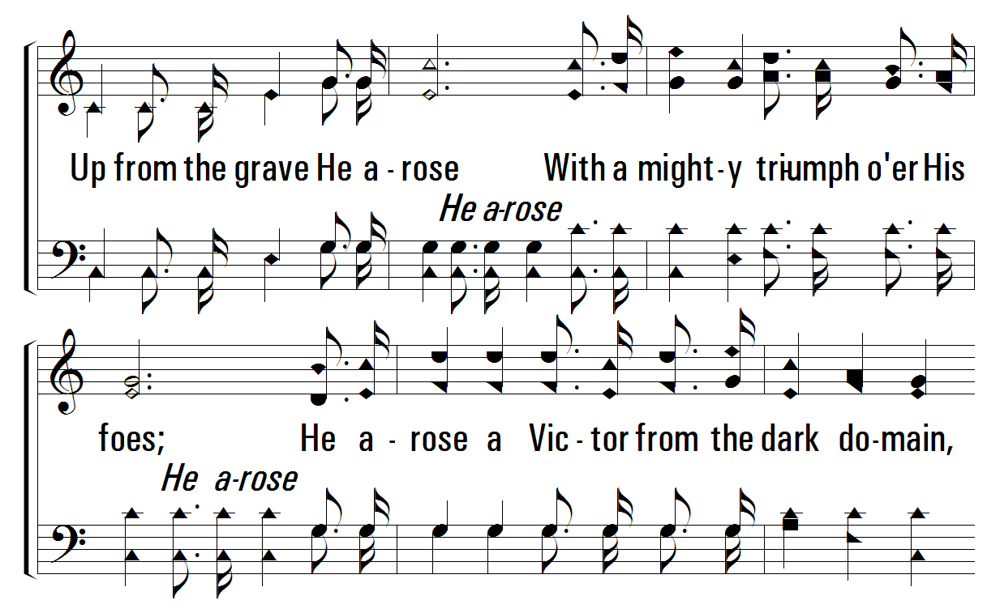 Up from the grave He a - rose With a might-y tri-umph o'er His
He a-rose
foes; He a - rose a Vic - tor from the dark do-main,
He a-rose